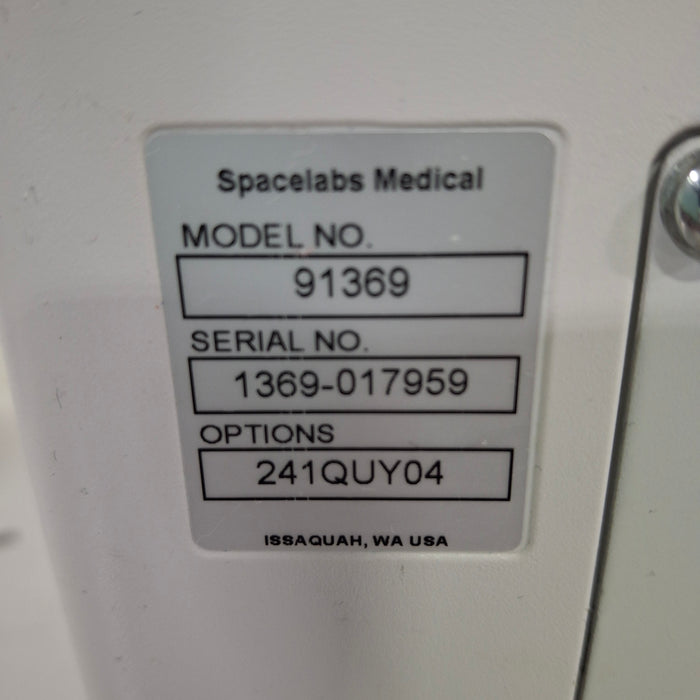 Spacelabs Medical
MODEL NO.
91369
SERIAL NO.
1369-017959
OPTIONS
241QUY04
ISSAQUAH, WA USA